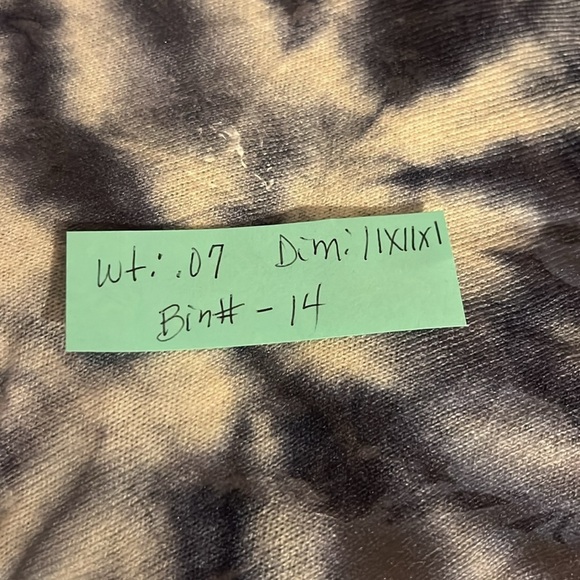 Wt: .07 Dim: 11x11x1
Bin# - 14